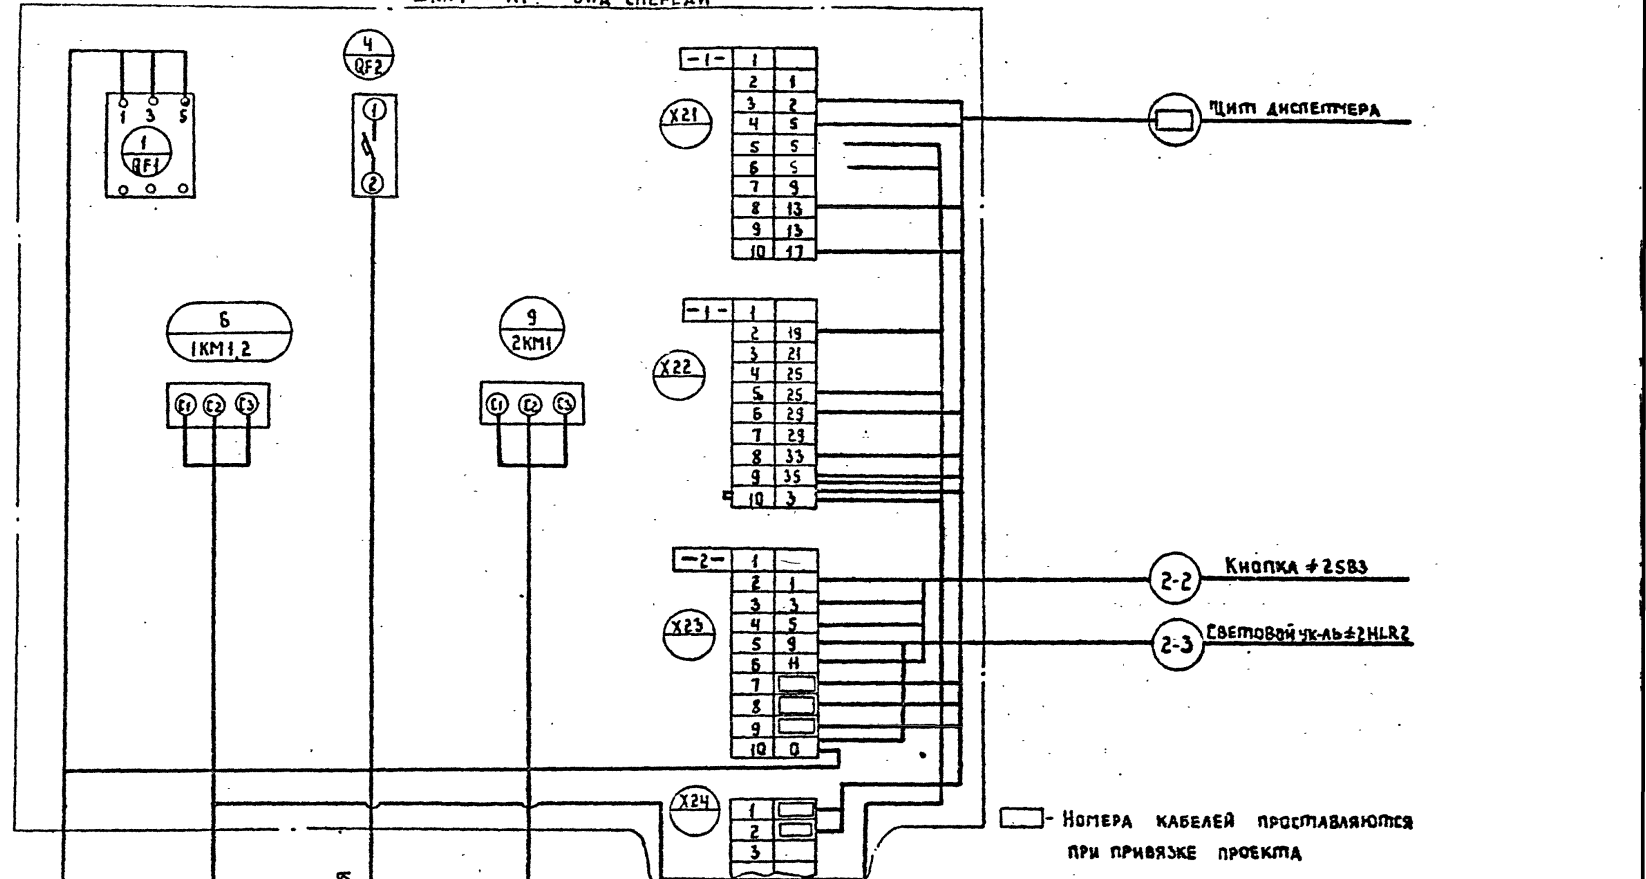 вид спереди
4
QF2
1 3 5
1
QF1
1
2
-1- 1
2 1
3 2
4 5
5 5
6 5
7 9
8 13
9 13
10 17
X21
Щит диспетчера
6
1KM1,2
C1 C2 C3
9
2KM1
C1 C2 C3
-1- 1
2 19
3 21
4 25
5 25
6 29
7 29
8 33
9 35
10 3
X22
-2- 1
2 1
3 3
4 5
5 9
6 11
7
8
9
10 0
X23
2-2 Кнопка ≠2SB3
2-3 Световой ук-ль ±2HLR2
X24
1
2
3
- Номера кабелей проставляются
при привязке проекта